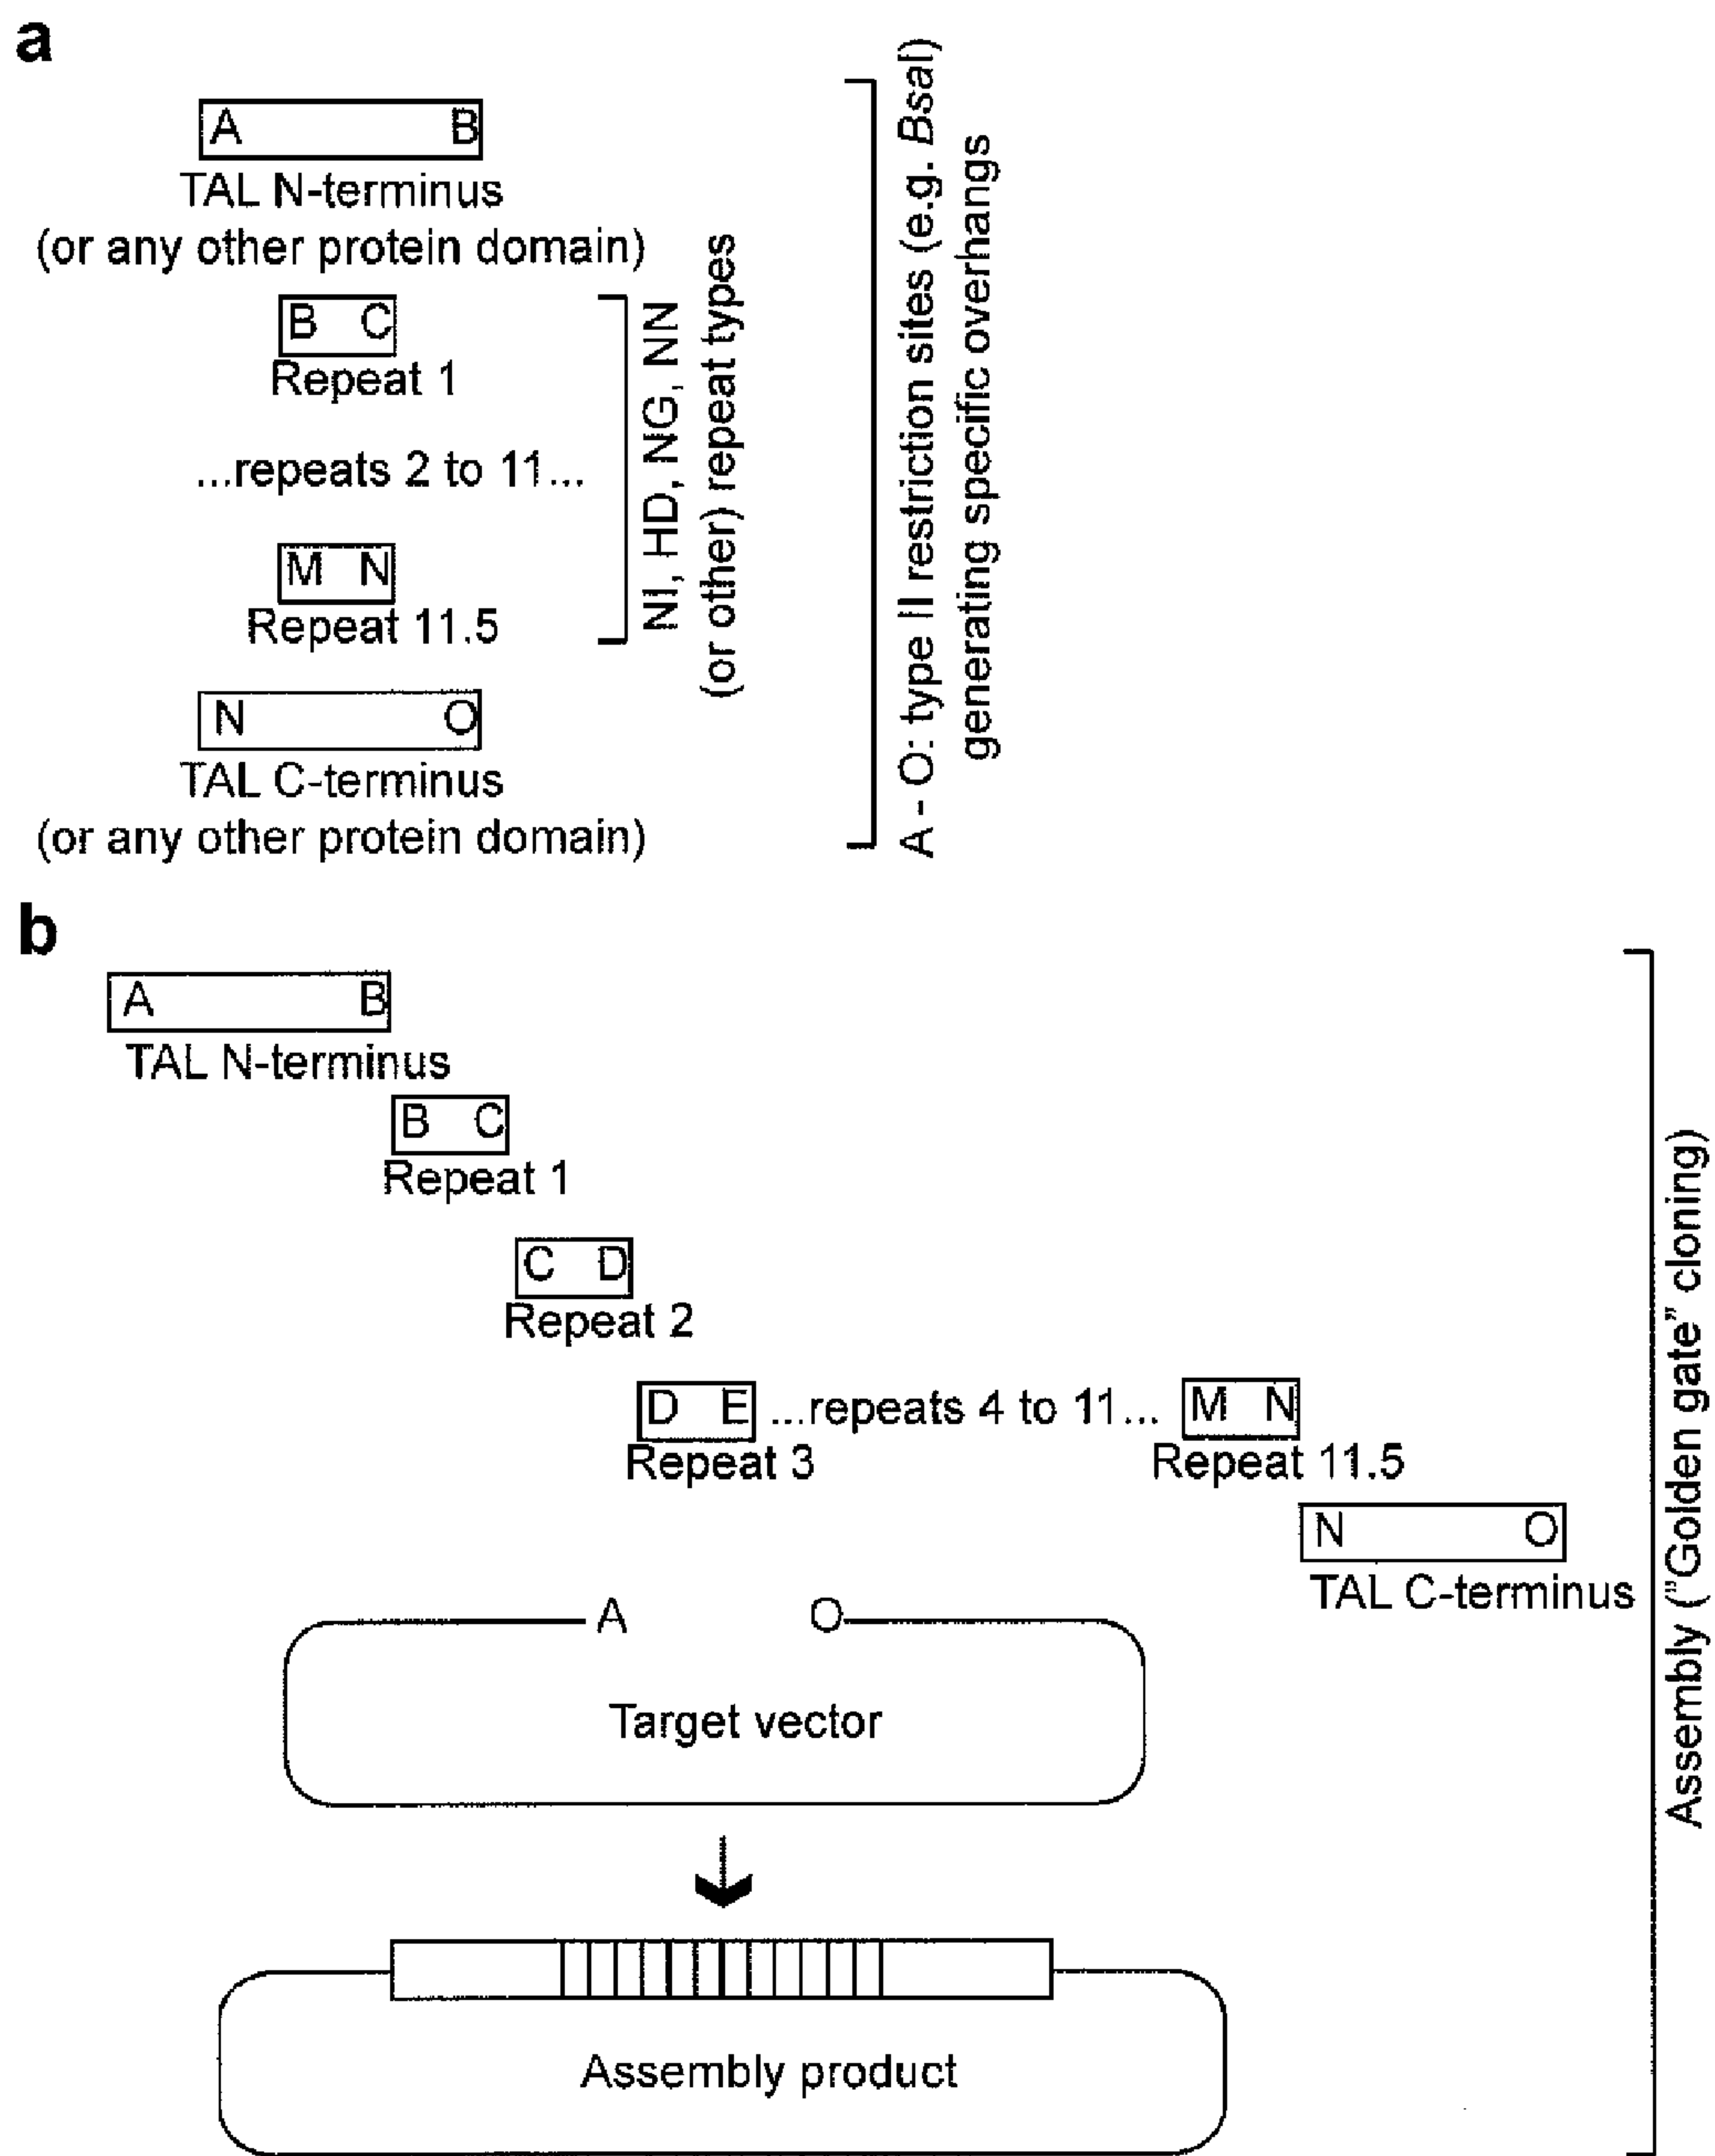 a
A B
TAL N-terminus
(or any other protein domain)
B C
Repeat 1
...repeats 2 to 11...
M N
Repeat 11.5
NI, HD, NG, NN
(or other) repeat types
N O
TAL C-terminus
(or any other protein domain)
A - O: type II restriction sites (e.g. BsaI)
generating specific overhangs
b
A B
TAL N-terminus
B C
Repeat 1
C D
Repeat 2
D E ...repeats 4 to 11... M N
Repeat 3 Repeat 11.5
N O
TAL C-terminus
A O
Target vector
Assembly product
Assembly ("Golden gate" cloning)